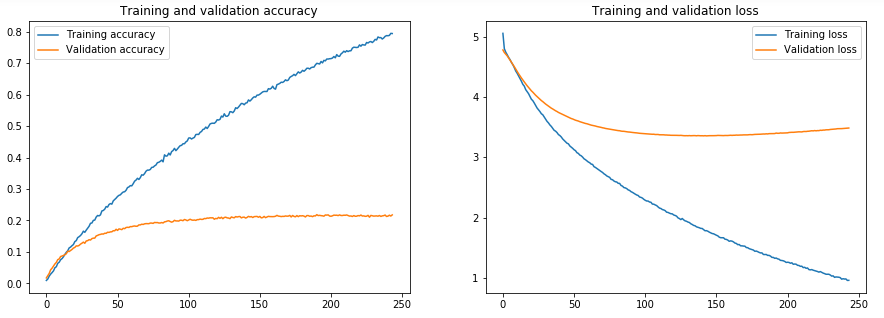 Training and validation accuracy
Training accuracy
Validation accuracy
0.8
0.7
0.6
0.5
0.4
0.3
0.2
0.1
0.0
0 50 100 150 200 250
Training and validation loss
Training loss
Validation loss
5
4
3
2
1
0 50 100 150 200 250